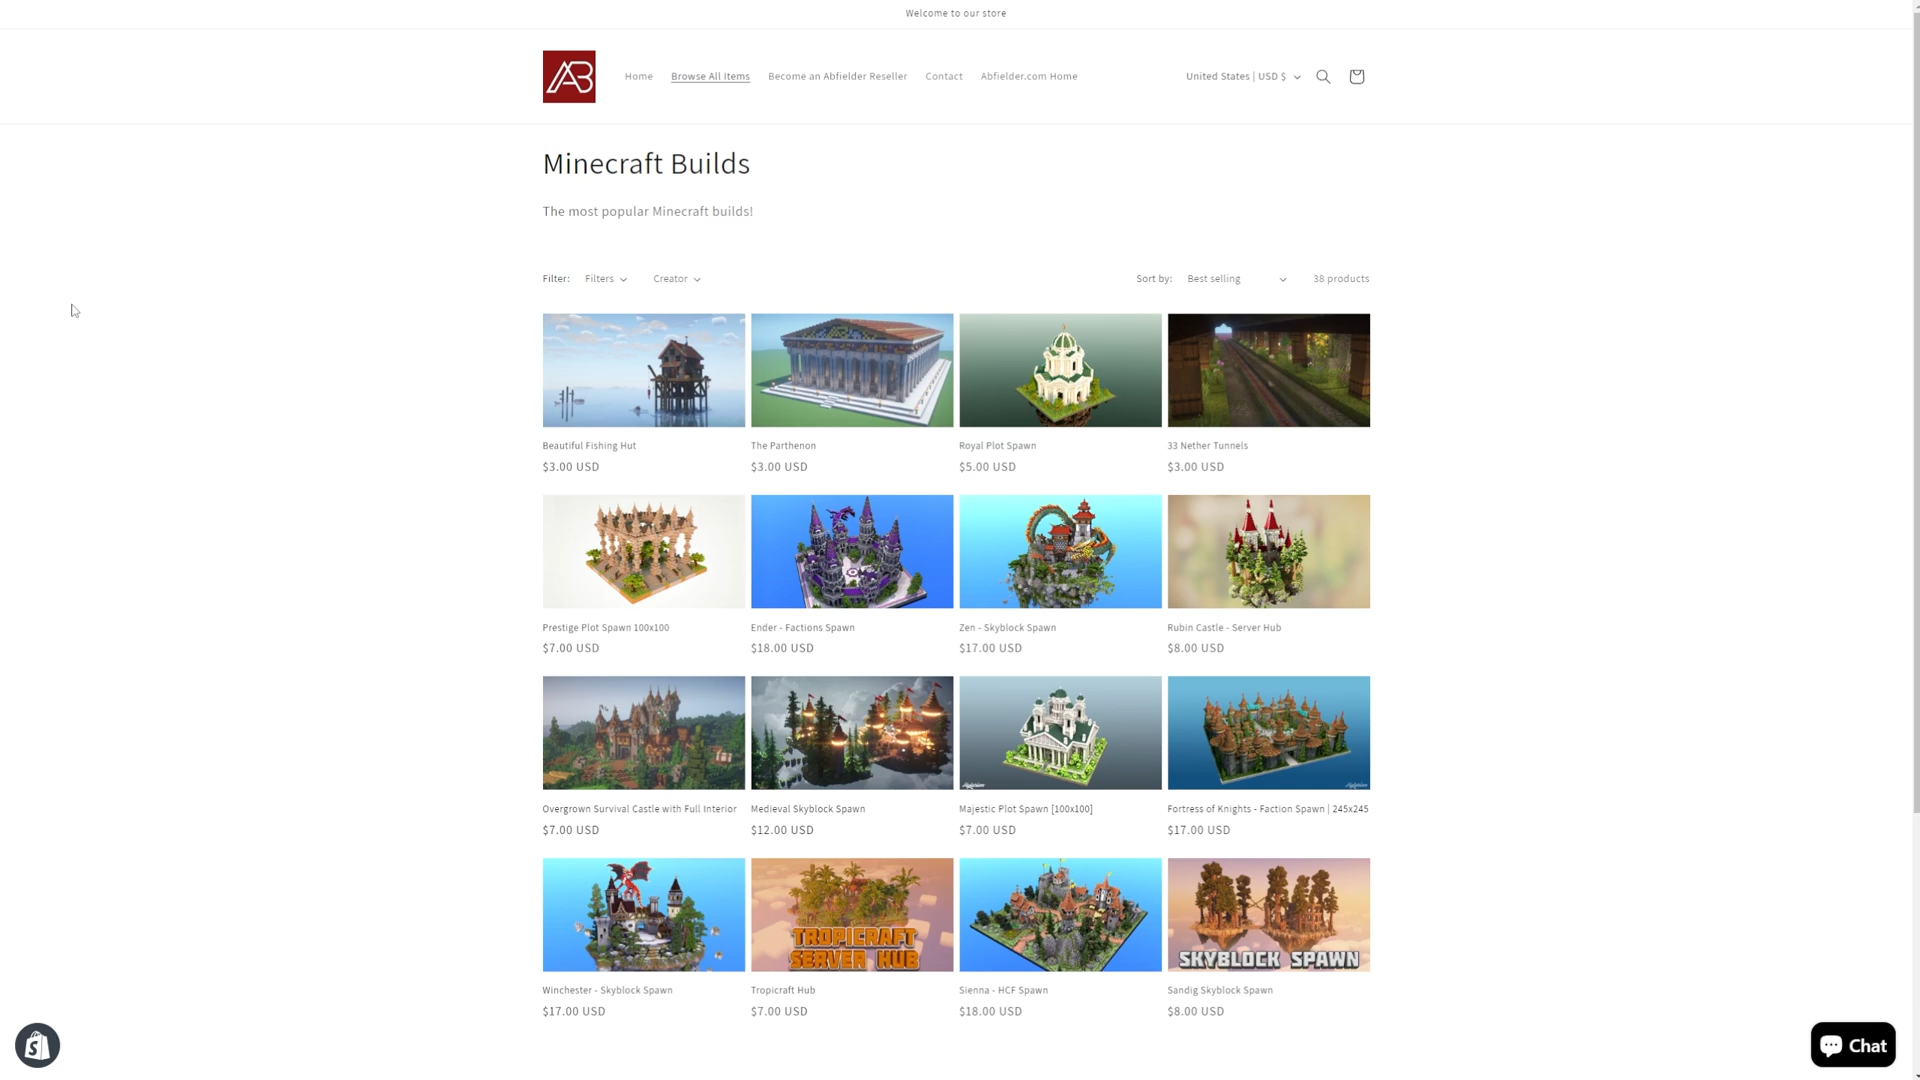 Welcome to our store
AB
Home
Browse All Items
Become an Abfielder Reseller
Contact
Abfielder.com Home
United States | USD $
Minecraft Builds
The most popular Minecraft builds!
Filter:
Filters
Creator
Sort by:
Best selling
38 products
Beautiful Fishing Hut
$3.00 USD
The Parthenon
$3.00 USD
Royal Plot Spawn
$5.00 USD
33 Nether Tunnels
$3.00 USD
Prestige Plot Spawn 100x100
$7.00 USD
Ender - Factions Spawn
$18.00 USD
Zen - Skyblock Spawn
$17.00 USD
Rubin Castle - Server Hub
$8.00 USD
Overgrown Survival Castle with Full Interior
$7.00 USD
Medieval Skyblock Spawn
$12.00 USD
Majestic Plot Spawn [100x100]
$7.00 USD
Fortress of Knights - Faction Spawn | 245x245
$17.00 USD
Winchester - Skyblock Spawn
$17.00 USD
TROPICRAFT
SERVER HUB
Tropicraft Hub
$7.00 USD
Sienna - HCF Spawn
$18.00 USD
SKYBLOCK SPAWN
Sandig Skyblock Spawn
$8.00 USD
Chat